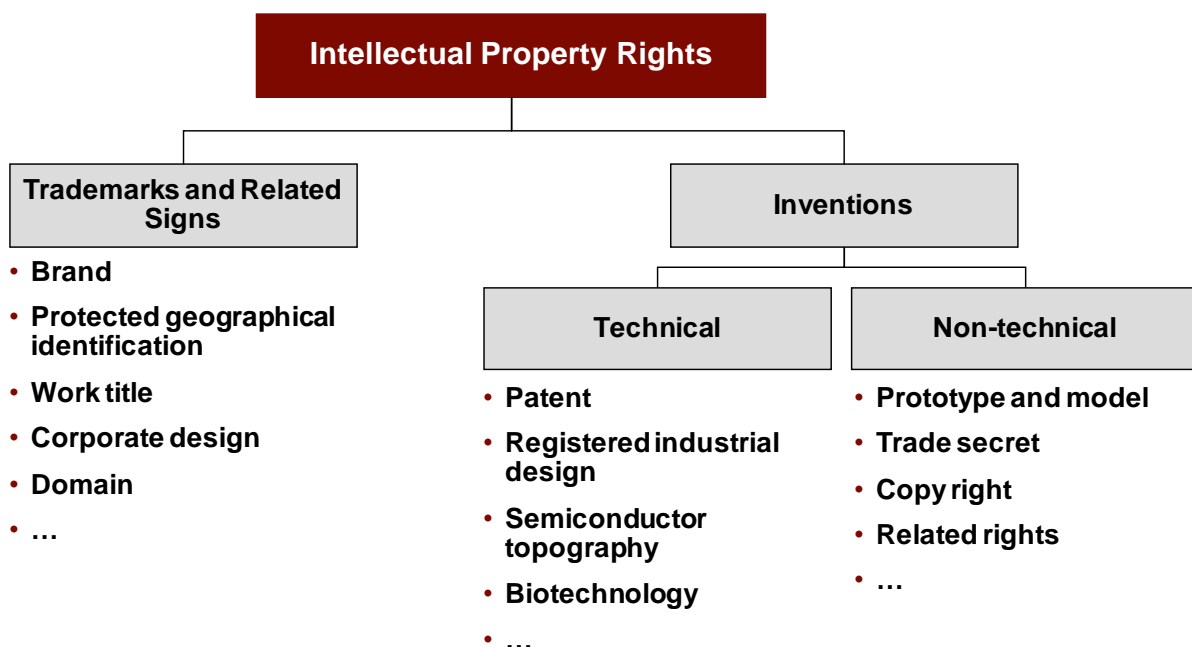 Intellectual Property Rights
Trademarks and Related
Signs
• Brand
• Protected geographical
identification
• Work title
• Corporate design
• Domain
• …
Inventions
Technical
• Patent
• Registered industrial
design
• Semiconductor
topography
• Biotechnology
• …
Non-technical
• Prototype and model
• Trade secret
• Copy right
• Related rights
• …